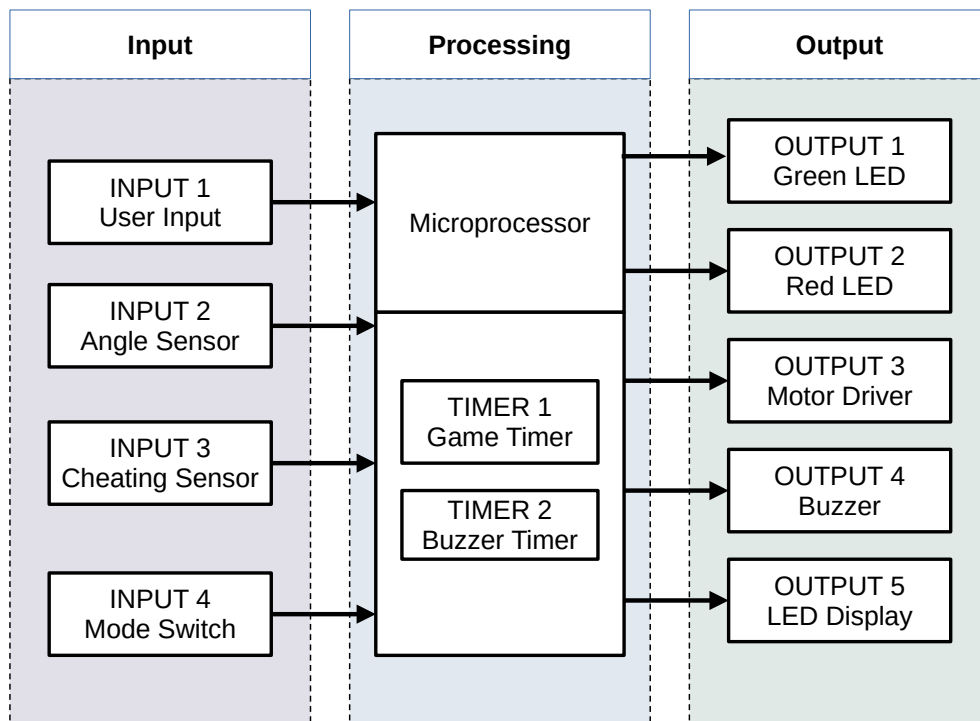 Input
Processing
Output
INPUT 1
User Input
INPUT 2
Angle Sensor
INPUT 3
Cheating Sensor
INPUT 4
Mode Switch
Microprocessor
TIMER 1
Game Timer
TIMER 2
Buzzer Timer
OUTPUT 1
Green LED
OUTPUT 2
Red LED
OUTPUT 3
Motor Driver
OUTPUT 4
Buzzer
OUTPUT 5
LED Display